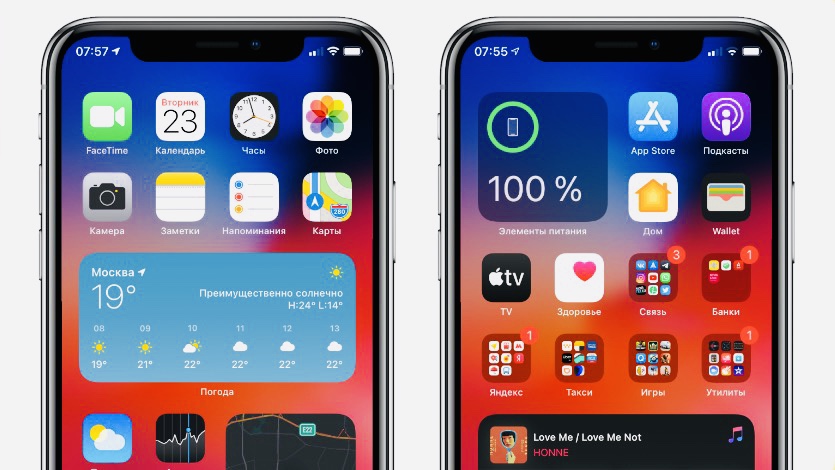 07:57
Вторник
23
FaceTime
Календарь
Часы
Фото
280
Камера
Заметки
Напоминания
Карты
Москва
19°
Преимущественно солнечно
H:24° L:14°
08 09 10 11 12 13
19° 21° 22° 22° 22° 22°
Погода
E22
07:55
100 %
Элементы питания
App Store
Подкасты
Дом
Wallet
tv
TV
Здоровье
3
Связь
1
Банки
1
Яндекс
Такси
Игры
1
Утилиты
Love Me / Love Me Not
HONNE